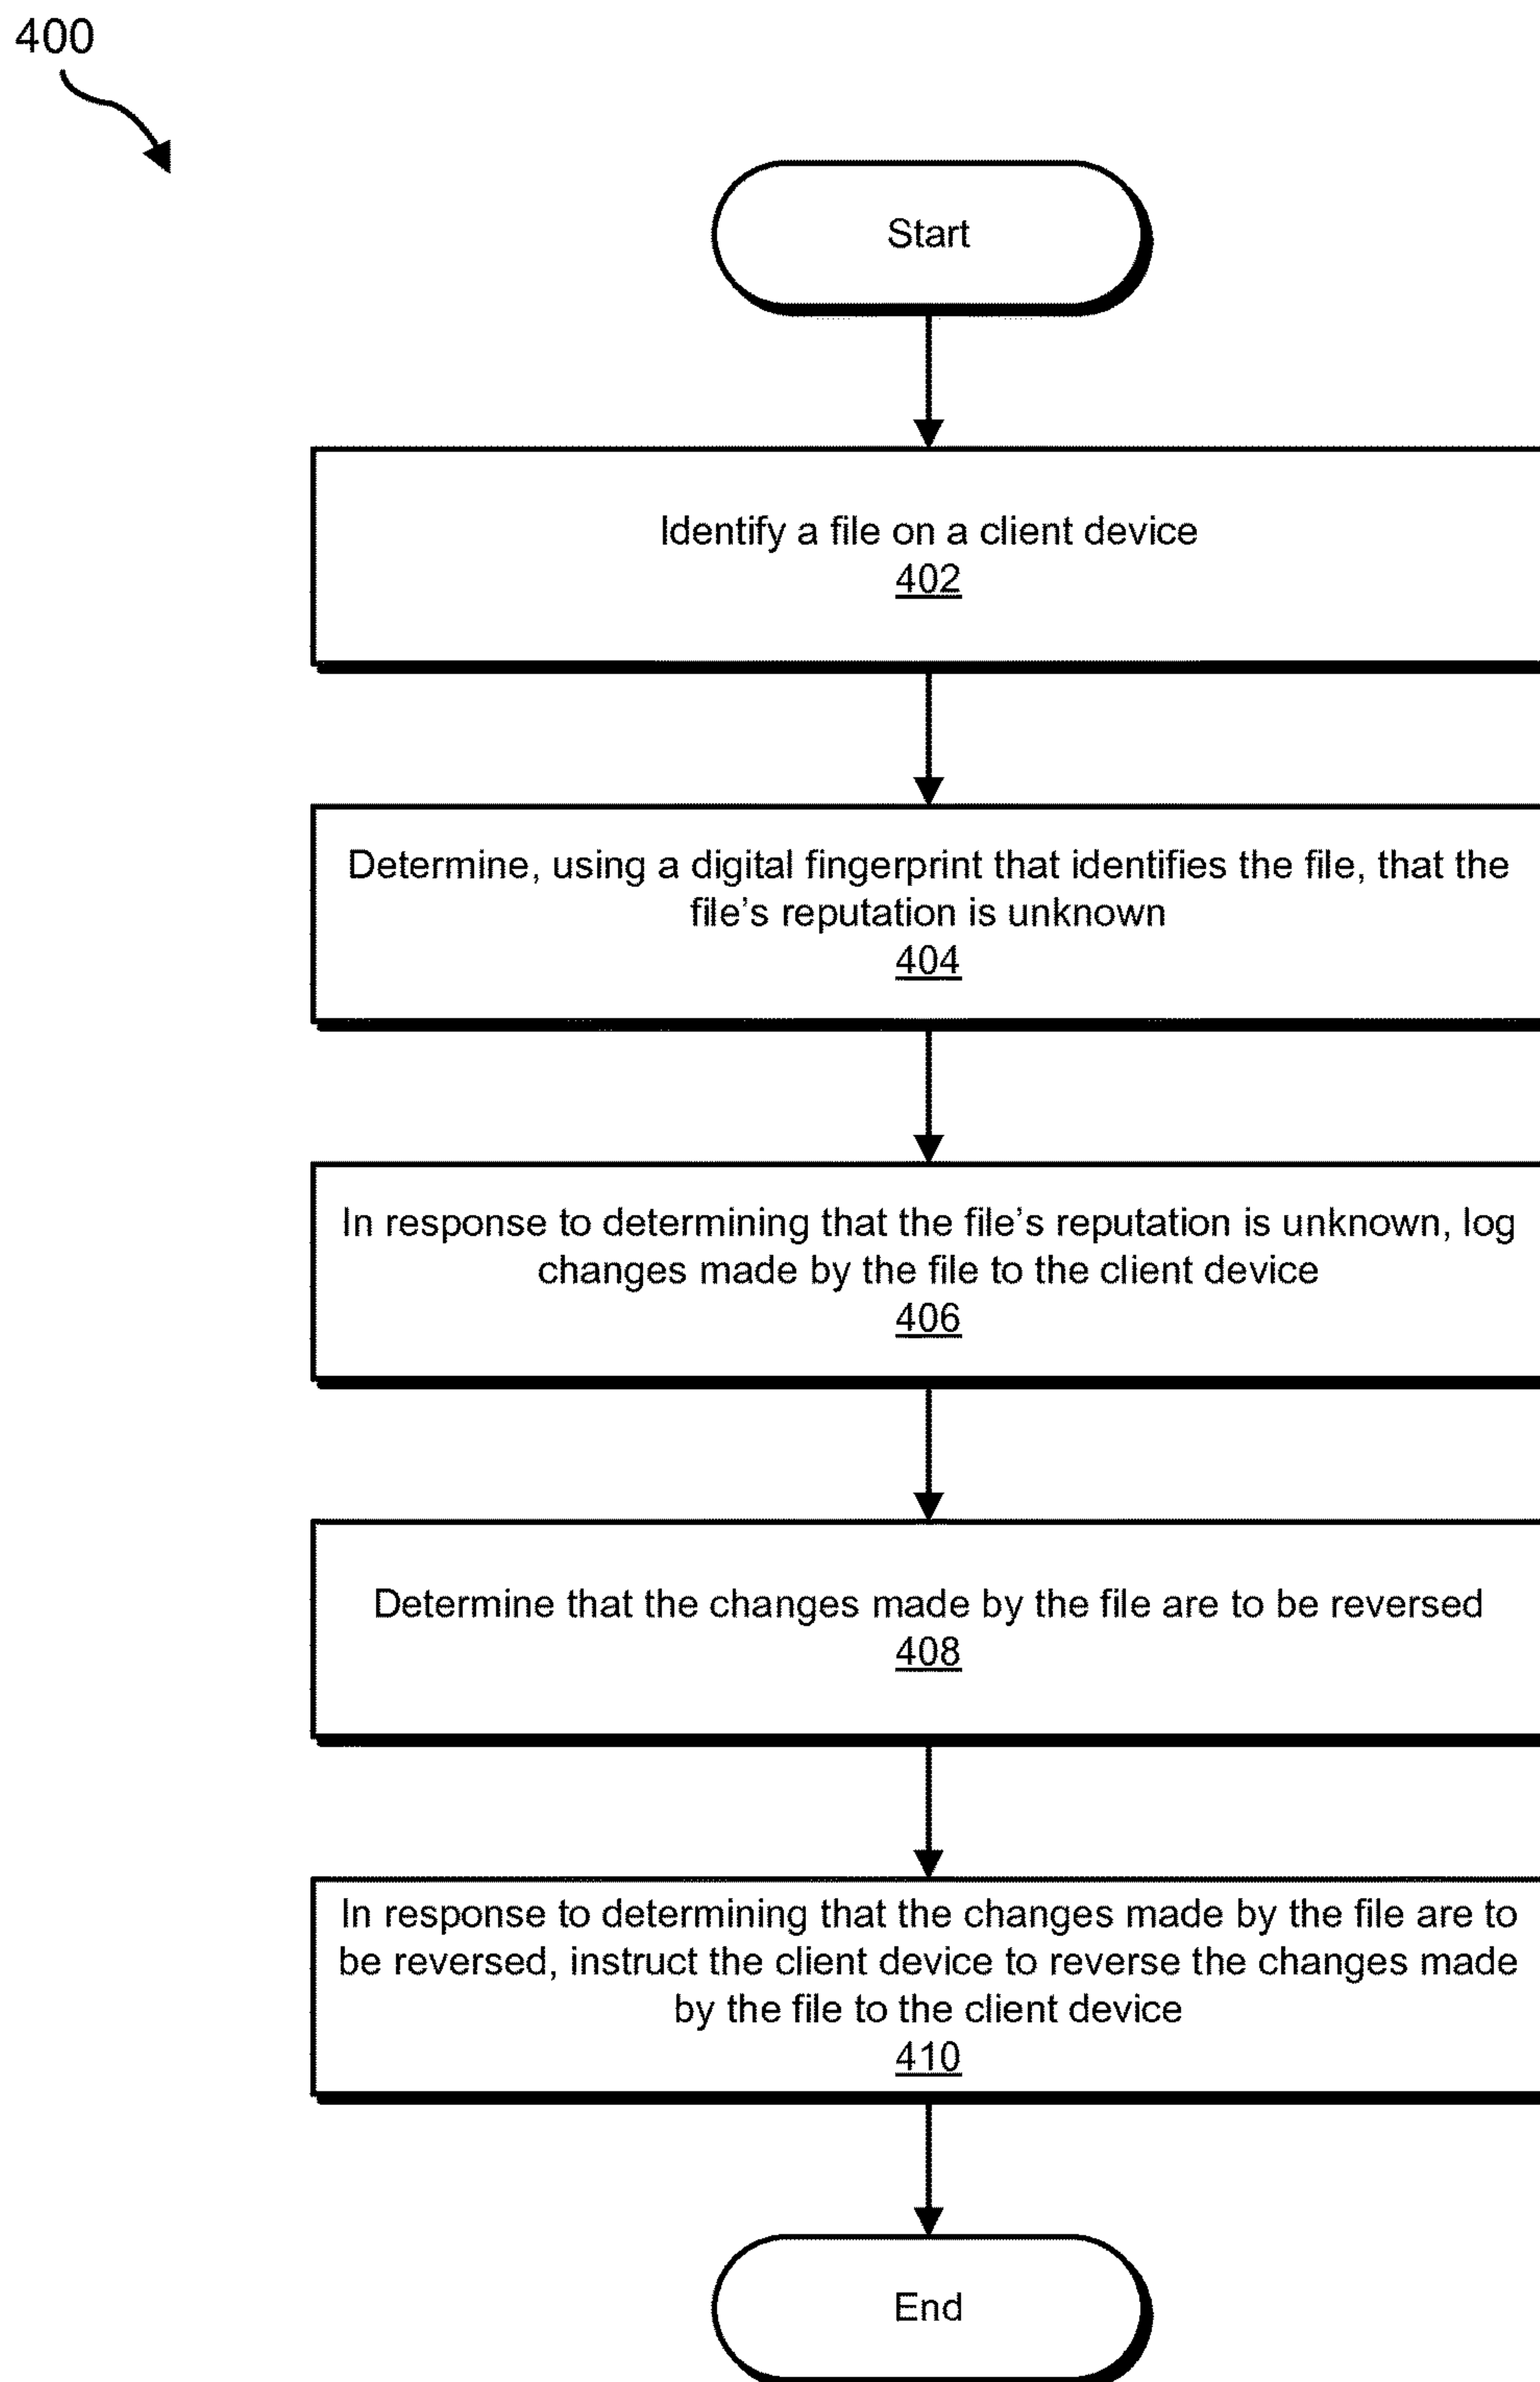 400
Start
Identify a file on a client device
402
Determine, using a digital fingerprint that identifies the file, that the
file’s reputation is unknown
404
In response to determining that the file’s reputation is unknown, log
changes made by the file to the client device
406
Determine that the changes made by the file are to be reversed
408
In response to determining that the changes made by the file are to
be reversed, instruct the client device to reverse the changes made
by the file to the client device
410
End